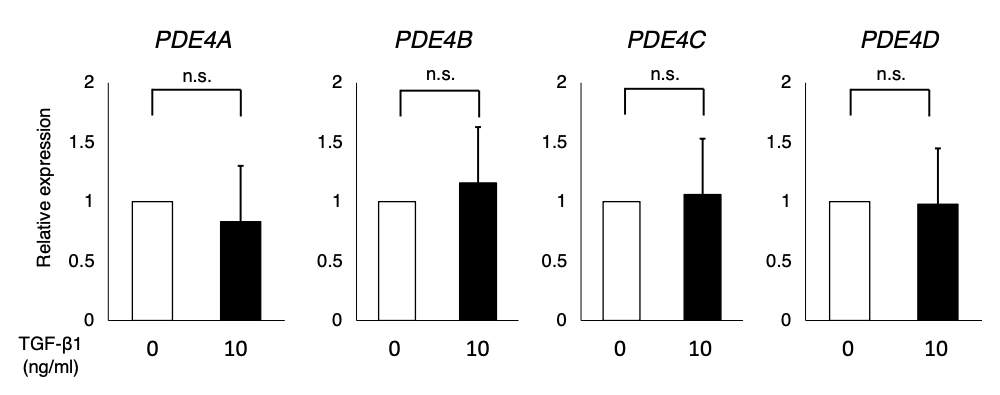 PDE4A PDE4B PDE4C PDE4D
n.s. n.s. n.s. n.s.
2 2 2 2
1.5 1.5 1.5 1.5
Relative expression
1 1 1 1
0.5 0.5 0.5 0.5
0 0 0 0
TGF-β1
(ng/ml)
0 10 0 10 0 10 0 10